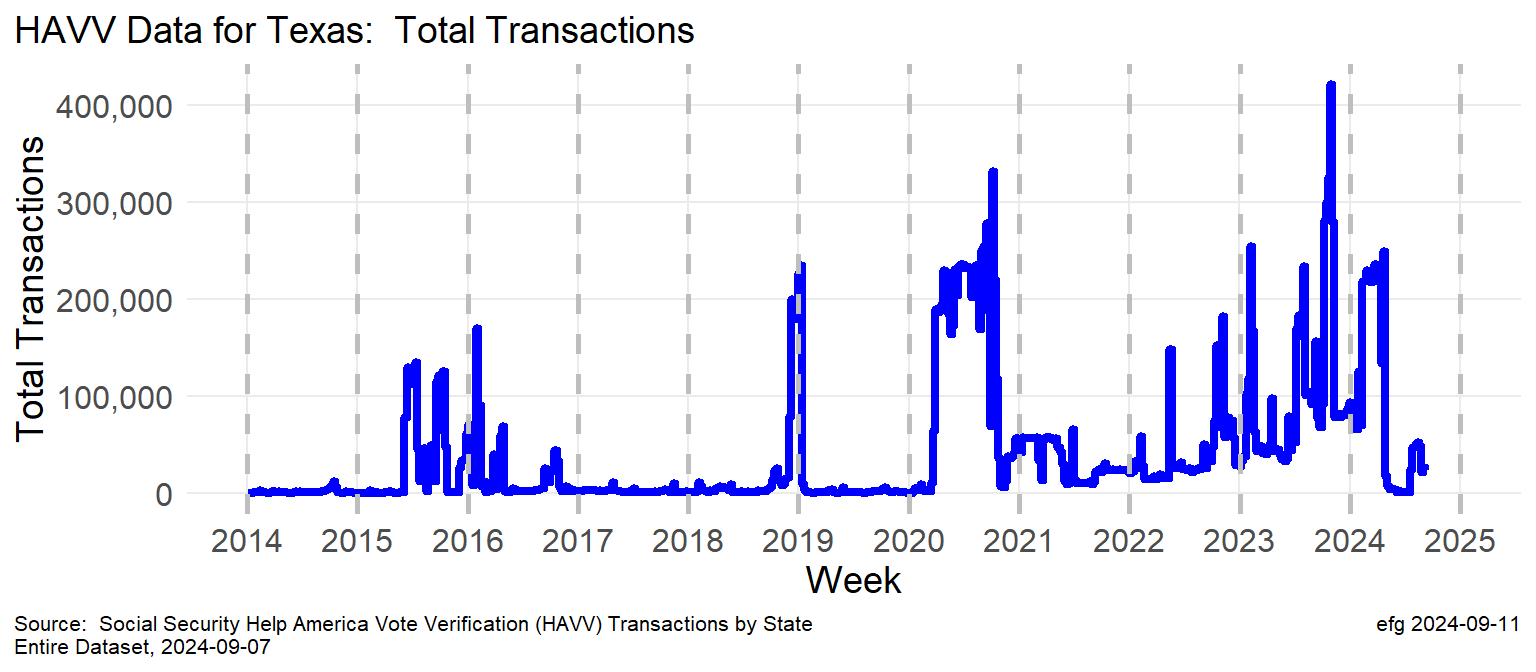 HAVV Data for Texas:  Total Transactions
Total Transactions
400,000
300,000
200,000
100,000
0
2014 2015 2016 2017 2018 2019 2020 2021 2022 2023 2024 2025
Week
Source:  Social Security Help America Vote Verification (HAVV) Transactions by State
Entire Dataset, 2024-09-07
efg 2024-09-11